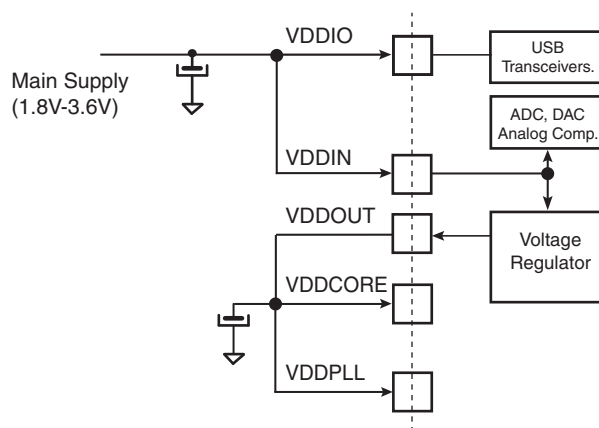 VDDIO
USB
Transceivers.
Main Supply
(1.8V-3.6V)
ADC, DAC
Analog Comp.
VDDIN
VDDOUT
Voltage
Regulator
VDDCORE
VDDPLL